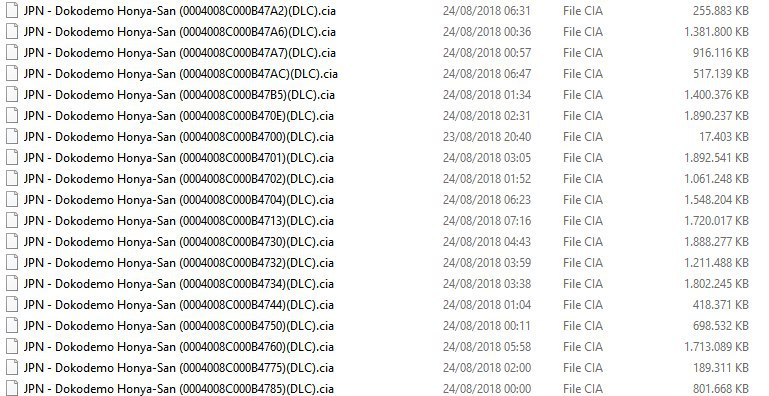 JPN - Dokodemo Honya-San (0004008C000B47A2)(DLC).cia 24/08/2018 06:31 File CIA 255.883 KB
JPN - Dokodemo Honya-San (0004008C000B47A6)(DLC).cia 24/08/2018 00:36 File CIA 1.381.800 KB
JPN - Dokodemo Honya-San (0004008C000B47A7)(DLC).cia 24/08/2018 00:57 File CIA 916.116 KB
JPN - Dokodemo Honya-San (0004008C000B47AC)(DLC).cia 24/08/2018 06:47 File CIA 517.139 KB
JPN - Dokodemo Honya-San (0004008C000B47B5)(DLC).cia 24/08/2018 01:34 File CIA 1.400.376 KB
JPN - Dokodemo Honya-San (0004008C000B470E)(DLC).cia 24/08/2018 02:31 File CIA 1.890.237 KB
JPN - Dokodemo Honya-San (0004008C000B4700)(DLC).cia 23/08/2018 20:40 File CIA 17.403 KB
JPN - Dokodemo Honya-San (0004008C000B4701)(DLC).cia 24/08/2018 03:05 File CIA 1.892.541 KB
JPN - Dokodemo Honya-San (0004008C000B4702)(DLC).cia 24/08/2018 01:52 File CIA 1.061.248 KB
JPN - Dokodemo Honya-San (0004008C000B4704)(DLC).cia 24/08/2018 06:23 File CIA 1.548.204 KB
JPN - Dokodemo Honya-San (0004008C000B4713)(DLC).cia 24/08/2018 07:16 File CIA 1.720.017 KB
JPN - Dokodemo Honya-San (0004008C000B4730)(DLC).cia 24/08/2018 04:43 File CIA 1.888.277 KB
JPN - Dokodemo Honya-San (0004008C000B4732)(DLC).cia 24/08/2018 03:59 File CIA 1.211.488 KB
JPN - Dokodemo Honya-San (0004008C000B4734)(DLC).cia 24/08/2018 03:38 File CIA 1.802.245 KB
JPN - Dokodemo Honya-San (0004008C000B4744)(DLC).cia 24/08/2018 01:04 File CIA 418.371 KB
JPN - Dokodemo Honya-San (0004008C000B4750)(DLC).cia 24/08/2018 00:11 File CIA 698.532 KB
JPN - Dokodemo Honya-San (0004008C000B4760)(DLC).cia 24/08/2018 05:58 File CIA 1.713.089 KB
JPN - Dokodemo Honya-San (0004008C000B4775)(DLC).cia 24/08/2018 02:00 File CIA 189.311 KB
JPN - Dokodemo Honya-San (0004008C000B4785)(DLC).cia 24/08/2018 00:00 File CIA 801.668 KB